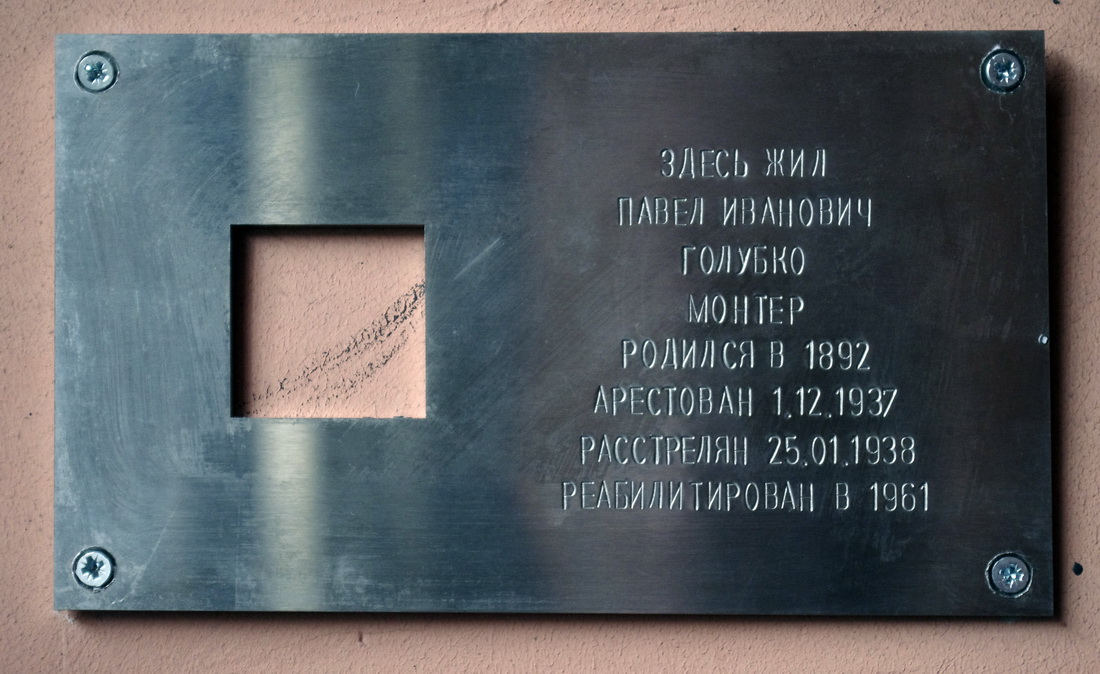 ЗДЕСЬ ЖИЛ
ПАВЕЛ ИВАНОВИЧ
ГОЛУБКО
МОНТЕР
РОДИЛСЯ В 1892
АРЕСТОВАН 1.12.1937
РАССТРЕЛЯН 25.01.1938
РЕАБИЛИТИРОВАН В 1961